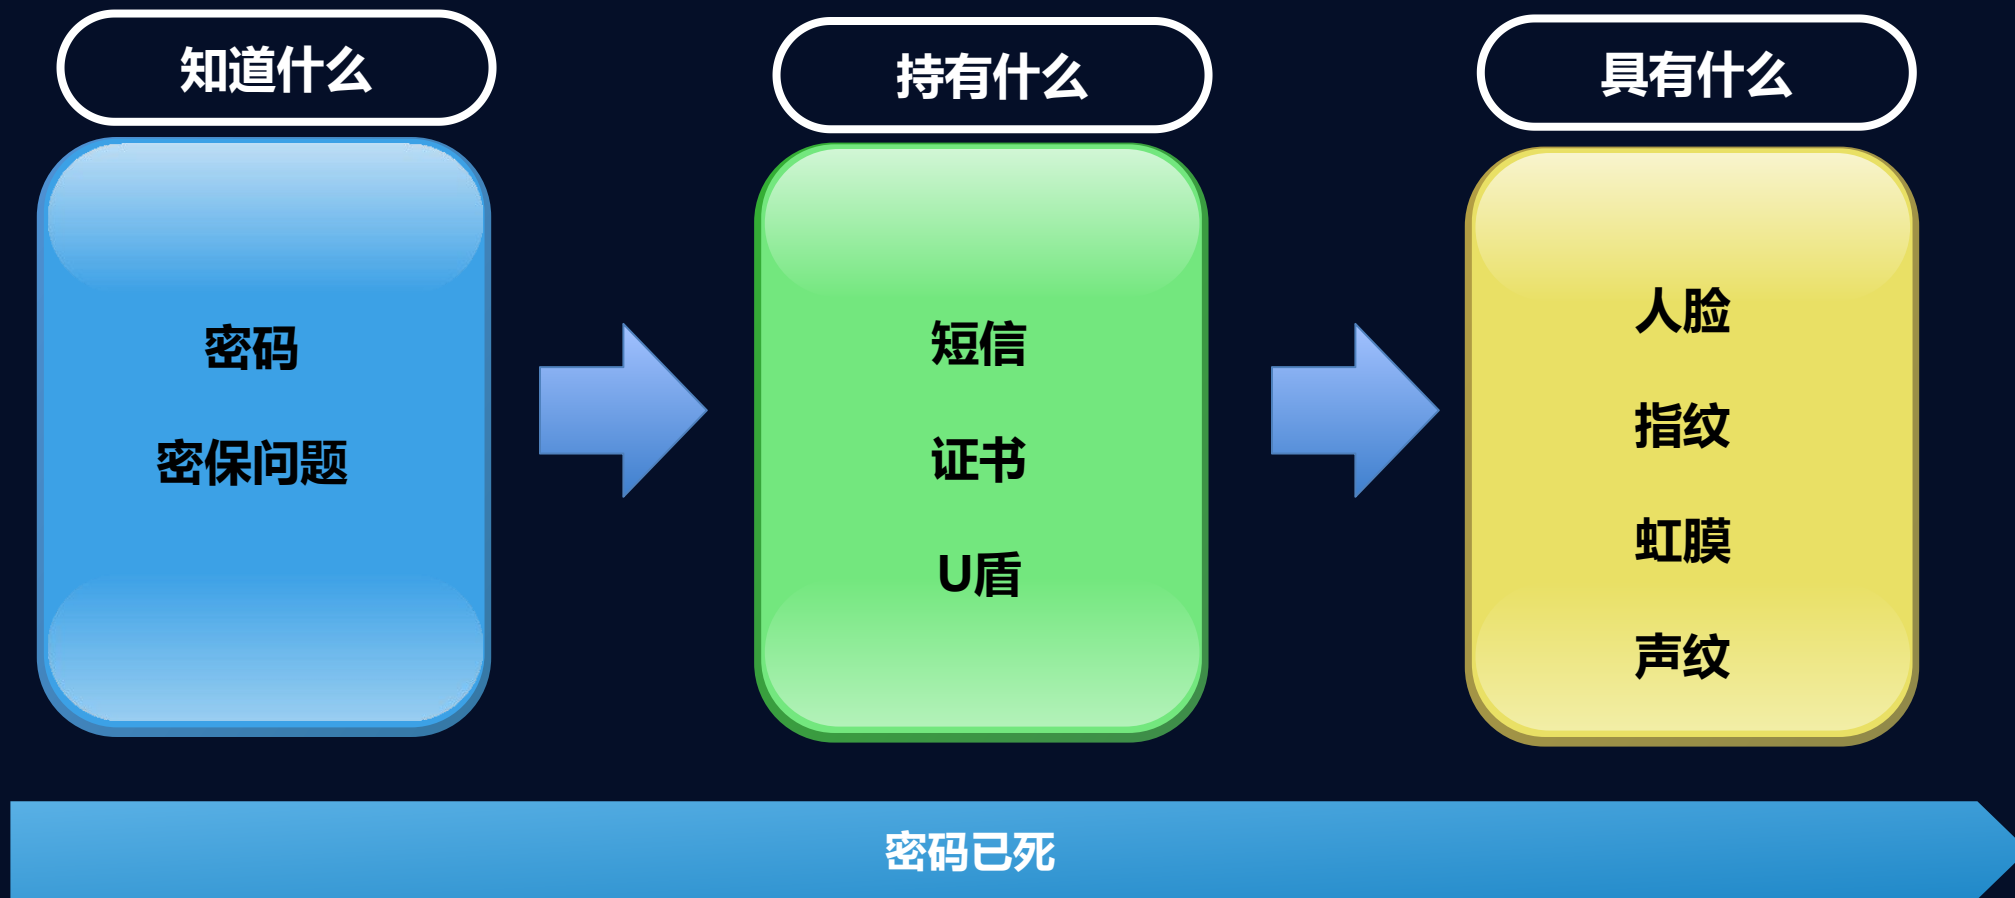 知道什么
密码
密保问题
持有什么
短信
证书
U盾
具有什么
人脸
指纹
虹膜
声纹
密码已死